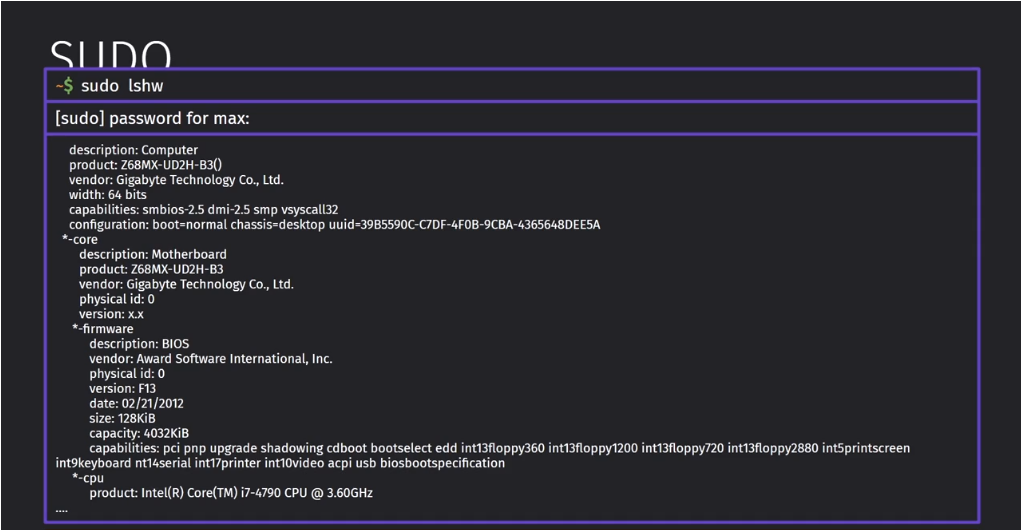 SUDO
~$ sudo lshw
[sudo] password for max:
description: Computer
product: Z68MX-UD2H-B3()
vendor: Gigabyte Technology Co., Ltd.
width: 64 bits
capabilities: smbios-2.5 dmi-2.5 smp vsyscall32
configuration: boot=normal chassis=desktop uuid=39B5590C-C7DF-4F0B-9CBA-4365648DEE5A
*-core
description: Motherboard
product: Z68MX-UD2H-B3
vendor: Gigabyte Technology Co., Ltd.
physical id: 0
version: x.x
*-firmware
description: BIOS
vendor: Award Software International, Inc.
physical id: 0
version: F13
date: 02/21/2012
size: 128KiB
capacity: 4032KiB
capabilities: pci pnp upgrade shadowing cdboot bootselect edd int13floppy360 int13floppy1200 int13floppy720 int13floppy2880 int5printscreen
int9keyboard nt14serial int17printer int10video acpi usb biosbootspecification
*-cpu
product: Intel(R) Core(TM) i7-4790 CPU @ 3.60GHz
....